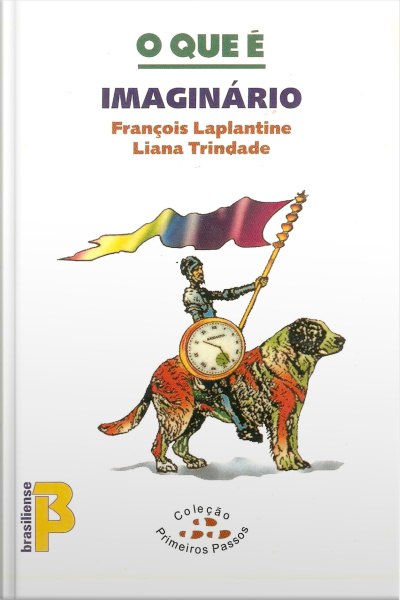 O QUE É
IMAGINÁRIO
François Laplantine
Liana Trindade
brasiliense
Coleção
Primeiros Passos